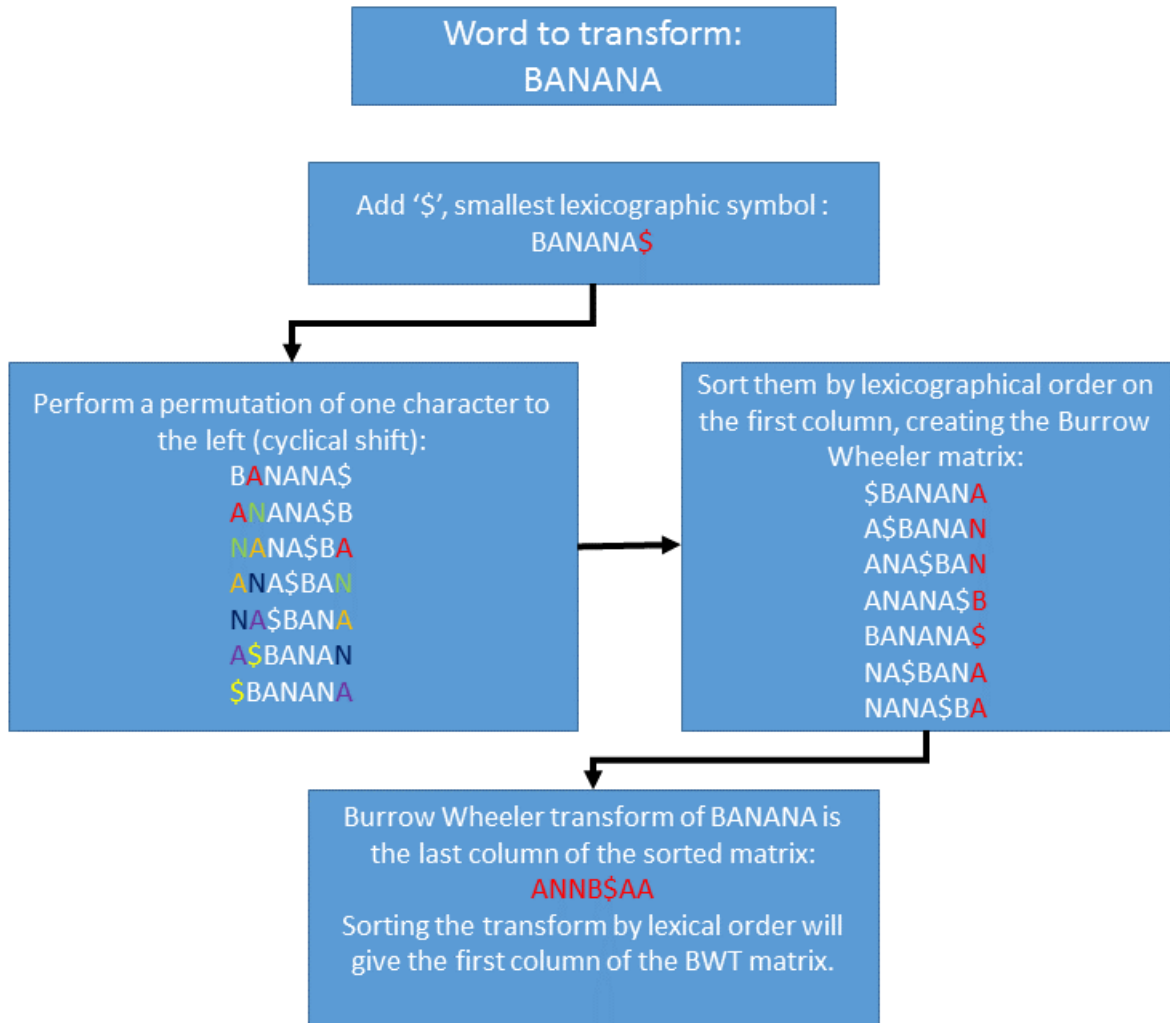 Word to transform:
BANANA
Add ‘$’, smallest lexicographic symbol :
BANANA$
Perform a permutation of one character to
the left (cyclical shift):
BANANA$
ANANA$B
NANA$BA
ANA$BAN
NA$BANA
A$BANAN
$BANANA
Sort them by lexicographical order on
the first column, creating the Burrow
Wheeler matrix:
$BANANA
A$BANAN
ANA$BAN
ANANA$B
BANANA$
NA$BANA
NANA$BA
Burrow Wheeler transform of BANANA is
the last column of the sorted matrix:
ANNB$AA
Sorting the transform by lexical order will
give the first column of the BWT matrix.